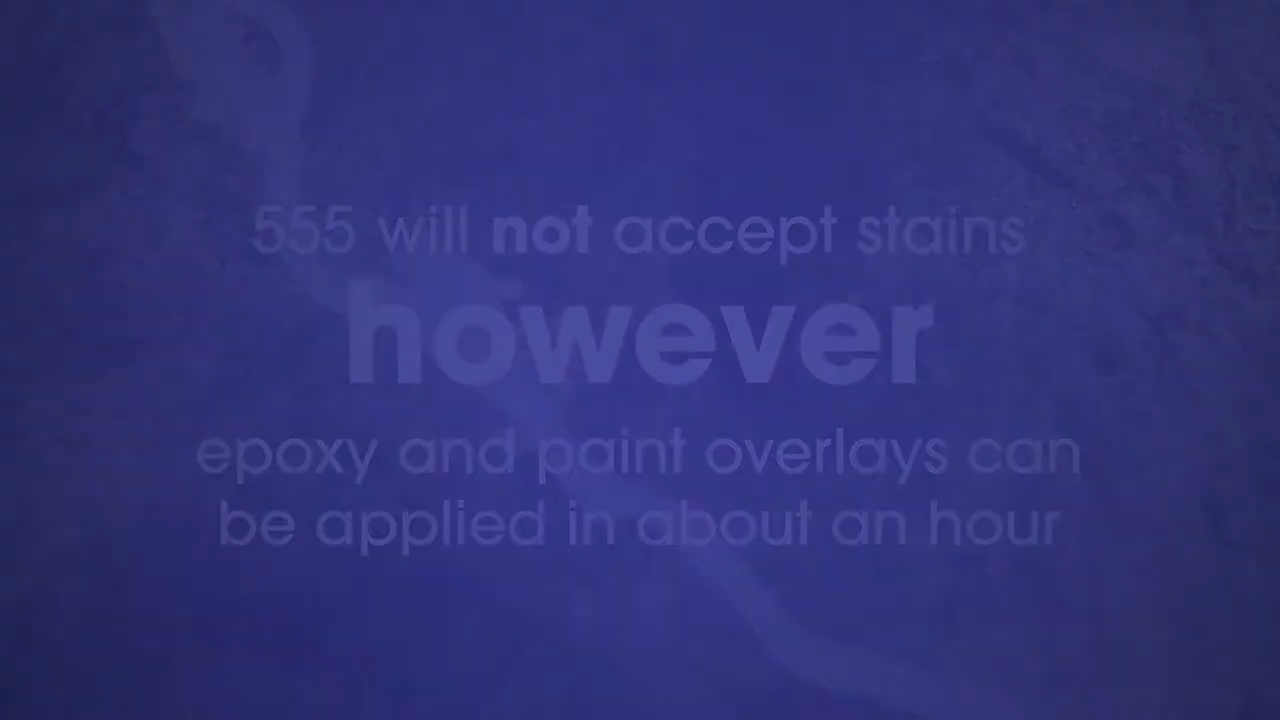 555 will not accept stains
however
epoxy and paint overlays can
be applied in about an hour